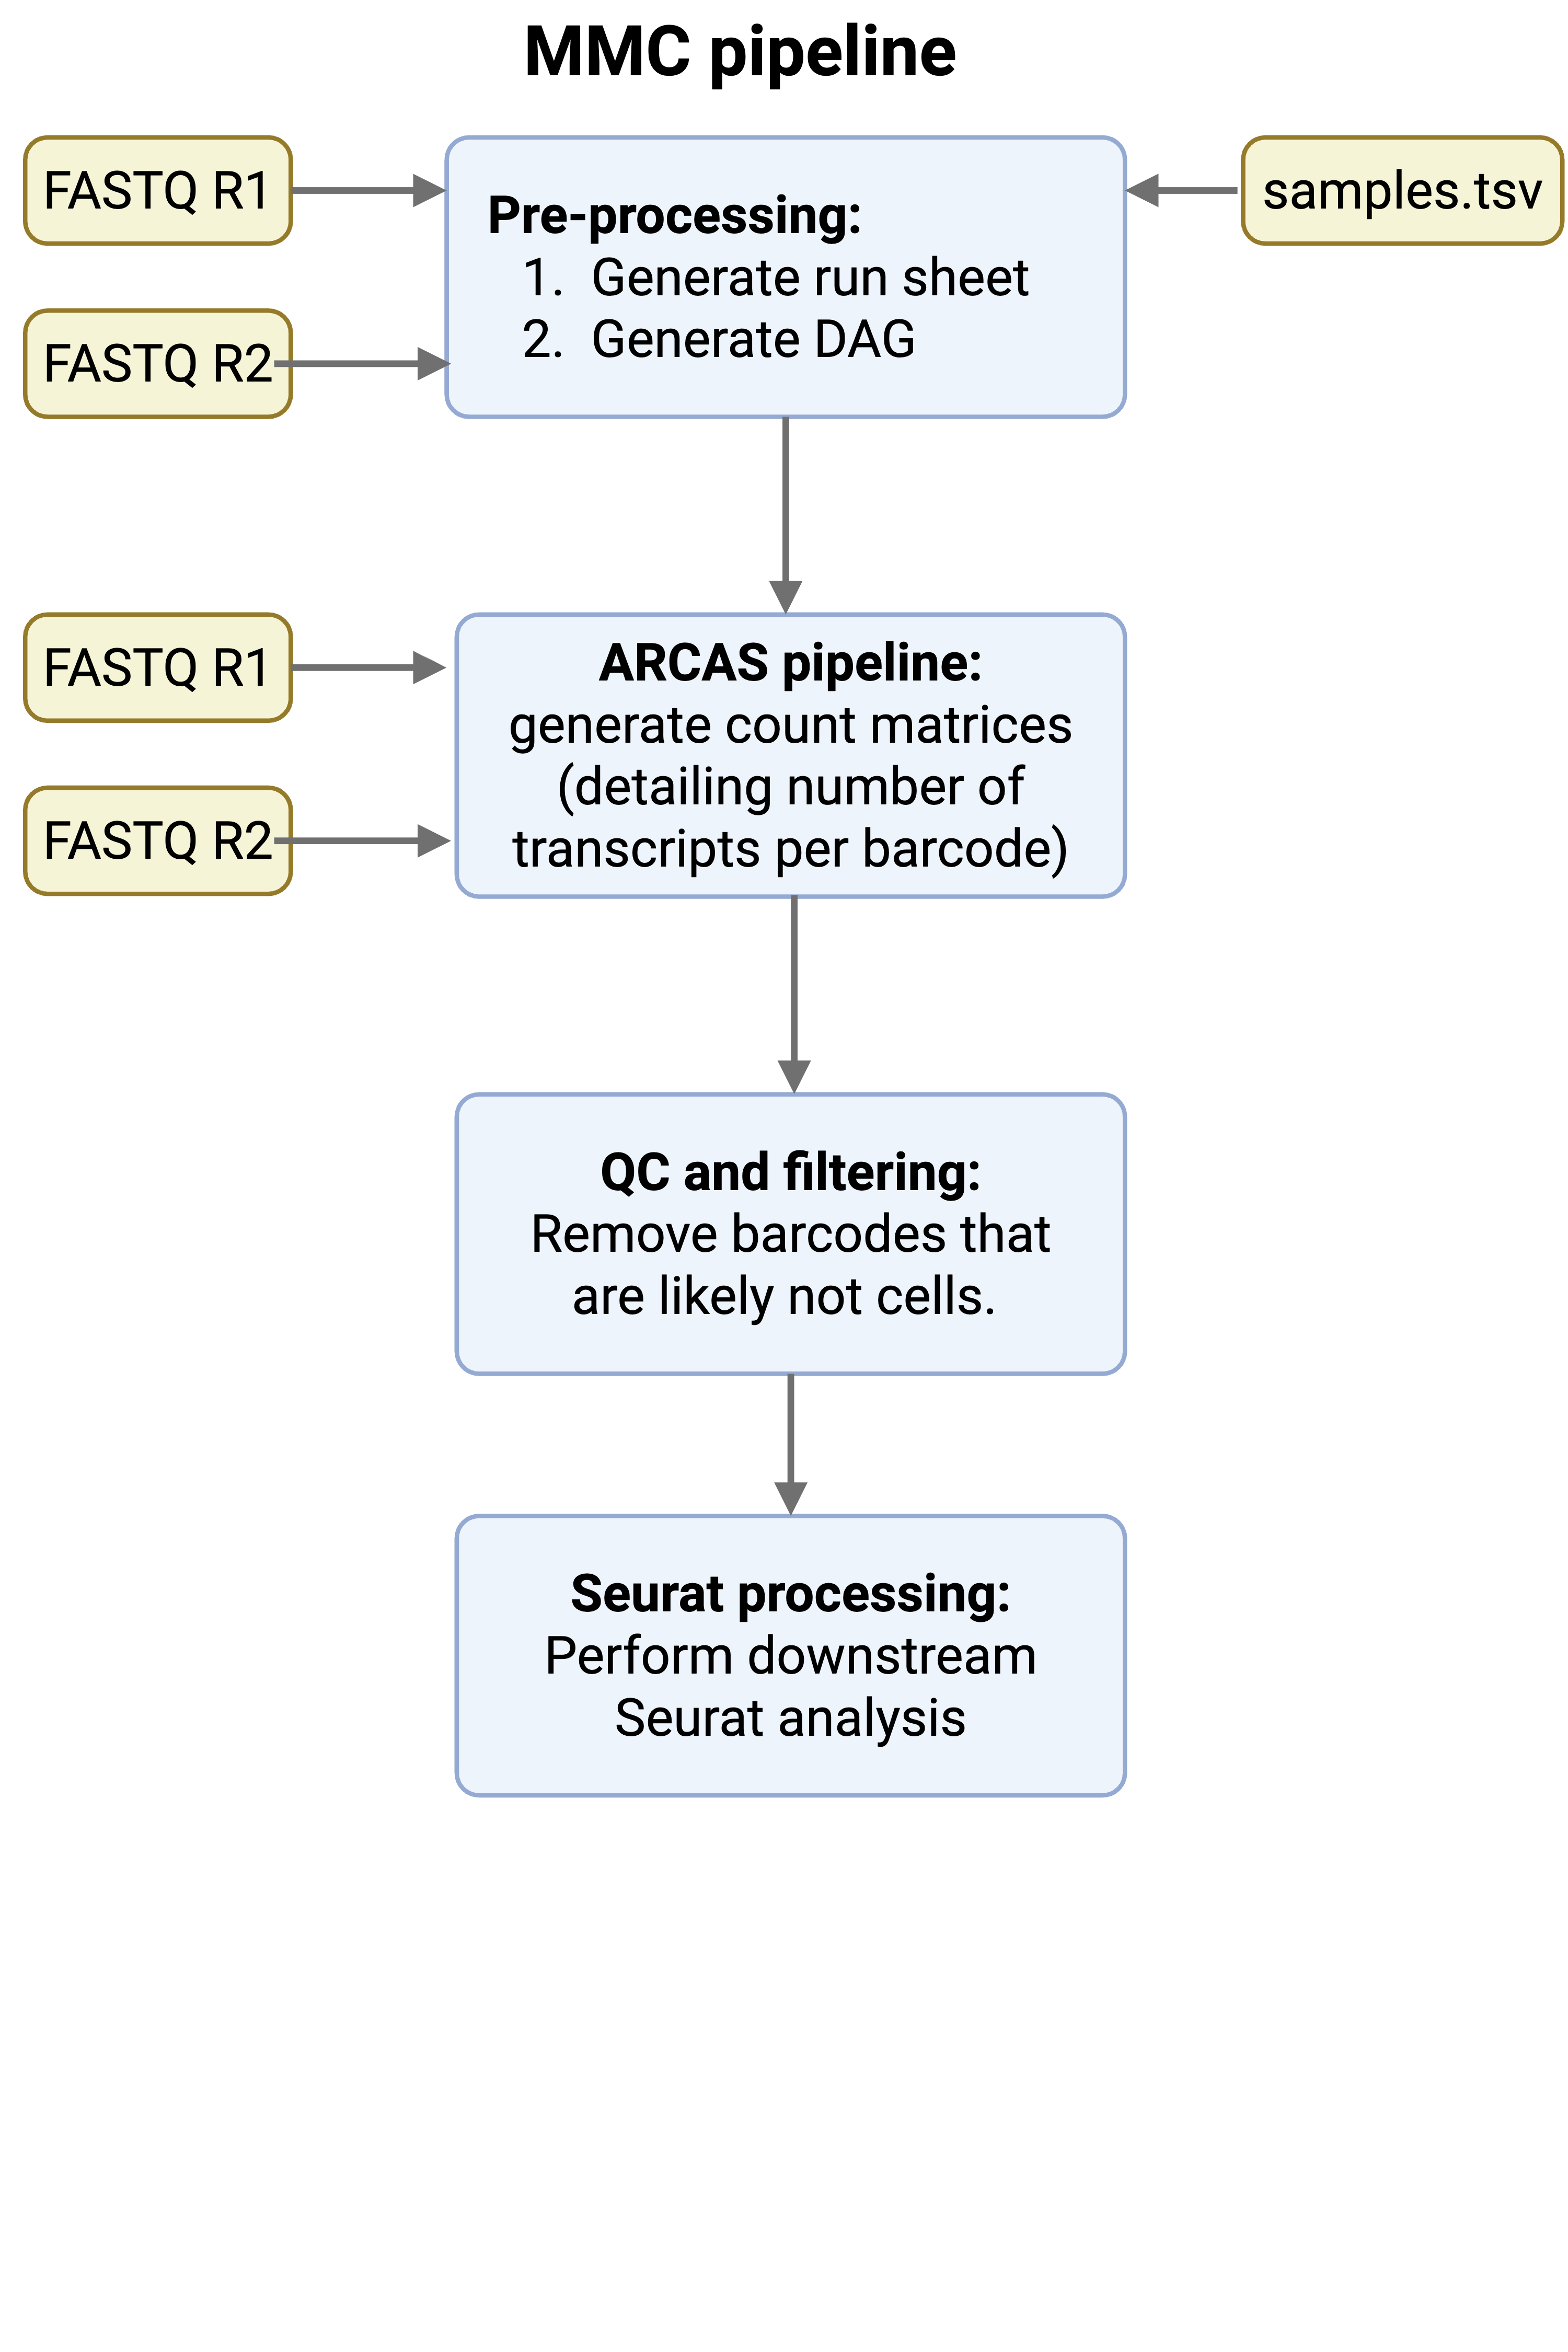 MMC pipeline
FASTQ R1
FASTQ R2
Pre-processing:
1. Generate run sheet
2. Generate DAG
samples.tsv
FASTQ R1
FASTQ R2
ARCAS pipeline:
generate count matrices
(detailing number of
transcripts per barcode)
QC and filtering:
Remove barcodes that
are likely not cells.
Seurat processing:
Perform downstream
Seurat analysis